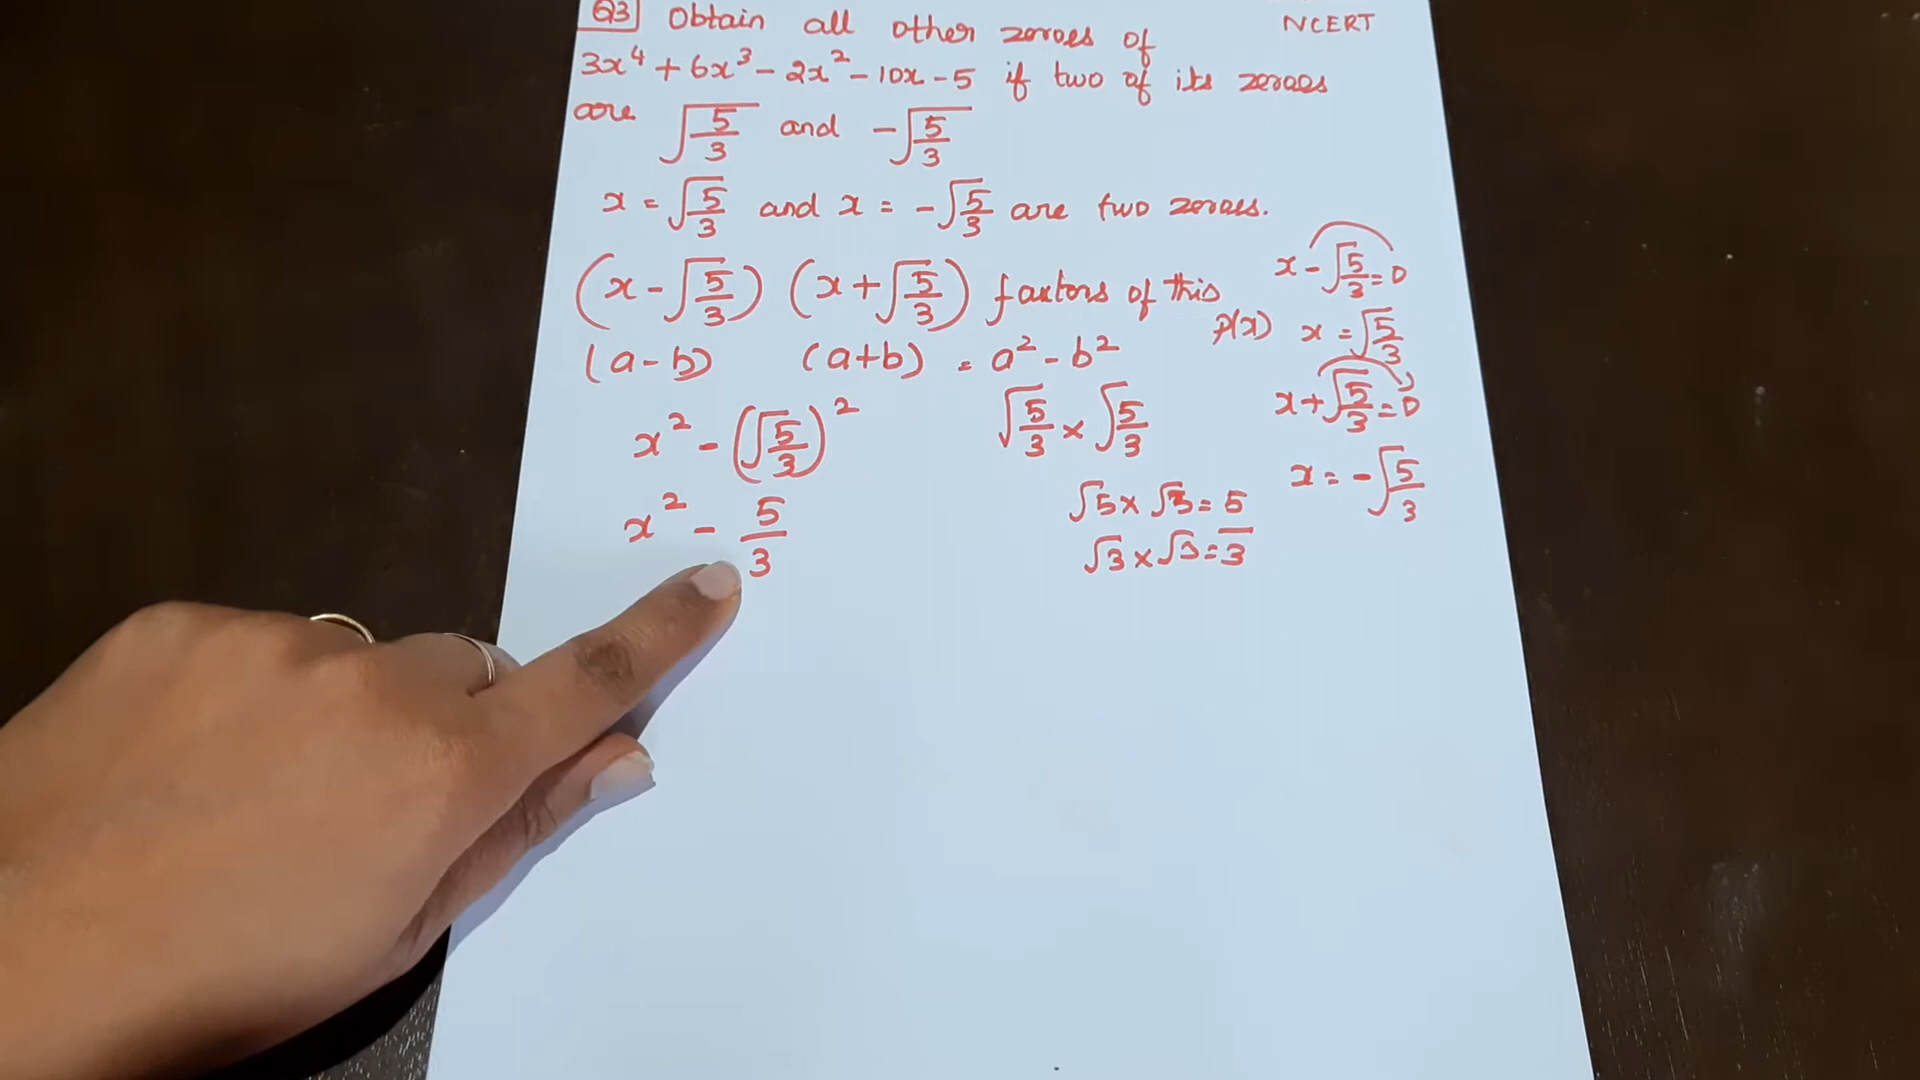 Q3 Obtain all other zeroes of NCERT
3x⁴ + 6x³ - 2x² - 10x - 5 if two of its zeroes
are √5/3 and -√5/3
x = √5/3 and x = -√5/3 are two zeroes.
(x - √5/3) (x + √5/3) factors of this p(x)
(a - b) (a + b) = a² - b²
x² - (√5/3)²
x² - 5/3
√5/3 × √5/3
√5 × √5 = 5
√3 × √3 = 3
x - √5/3 = 0
x = √5/3
x + √5/3 = 0
x = -√5/3